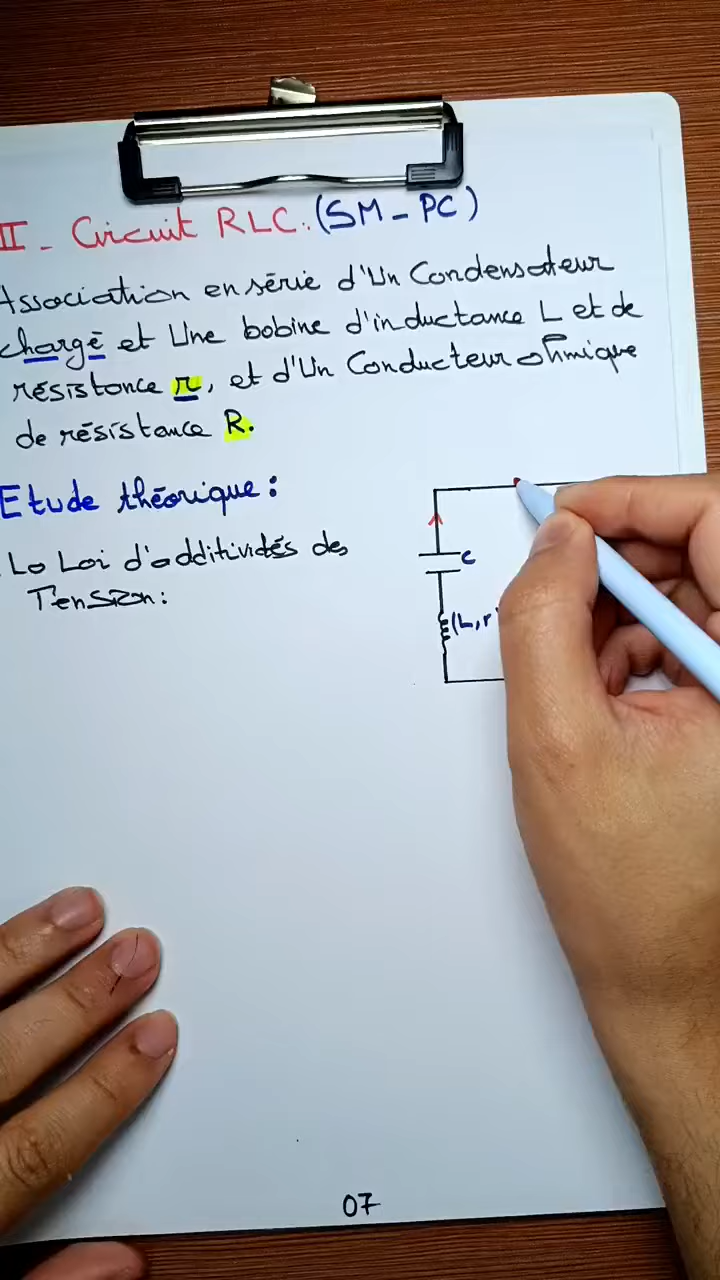 II - Circuit RLC: (SM - PC)
Association en série d'Un Condensateur
chargé et Une bobine d'inductance L et de
résistance r, et d'Un Conducteur ohmique
de résistance R.
Etude théorique :
. La Loi d'additivités des
Tension:
C
(L, r
07